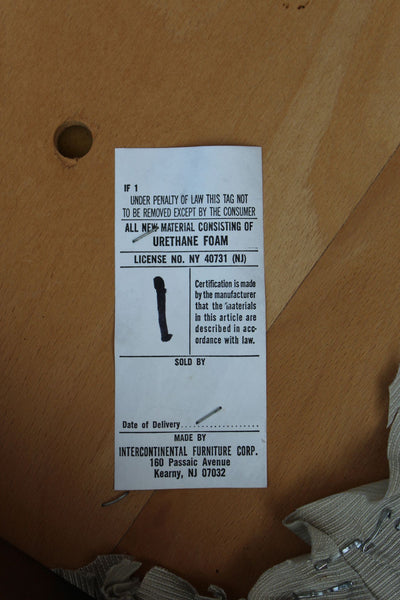 IF 1
UNDER PENALTY OF LAW THIS TAG NOT
TO BE REMOVED EXCEPT BY THE CONSUMER
ALL NEW MATERIAL CONSISTING OF
URETHANE FOAM
LICENSE NO. NY 40731 (NJ)
Certification is made
by the manufacturer
that the materials
in this article are
described in acc-
ordance with law.
SOLD BY
Date of Delivery...............
MADE BY
INTERCONTINENTAL FURNITURE CORP.
160 Passaic Avenue
Kearny, NJ 07032